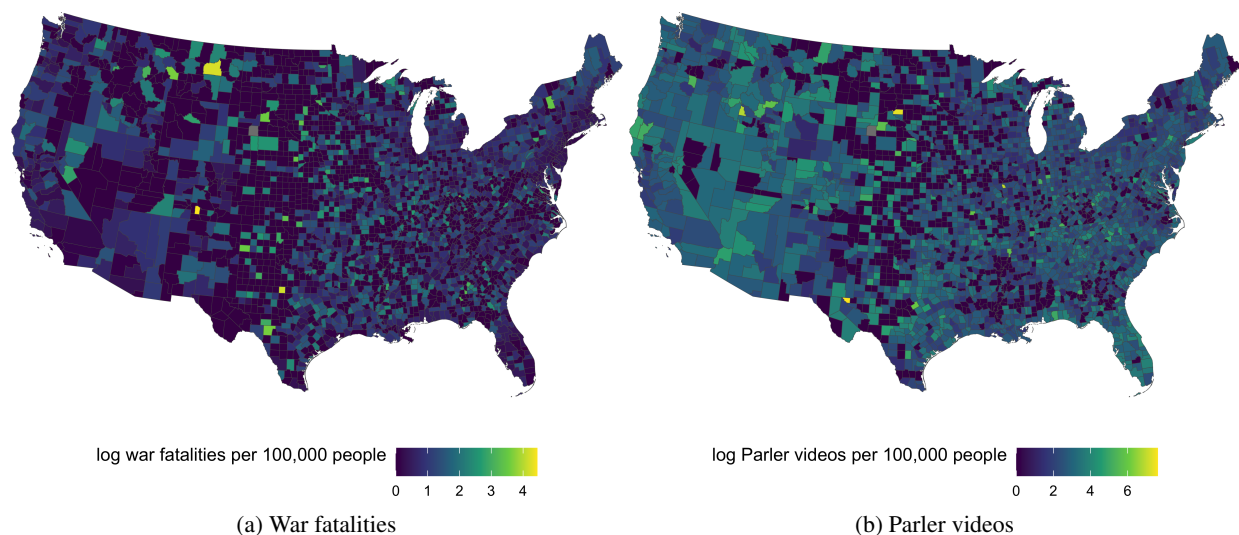 log war fatalities per 100,000 people
0 1 2 3 4
(a) War fatalities
log Parler videos per 100,000 people
0 2 4 6
(b) Parler videos